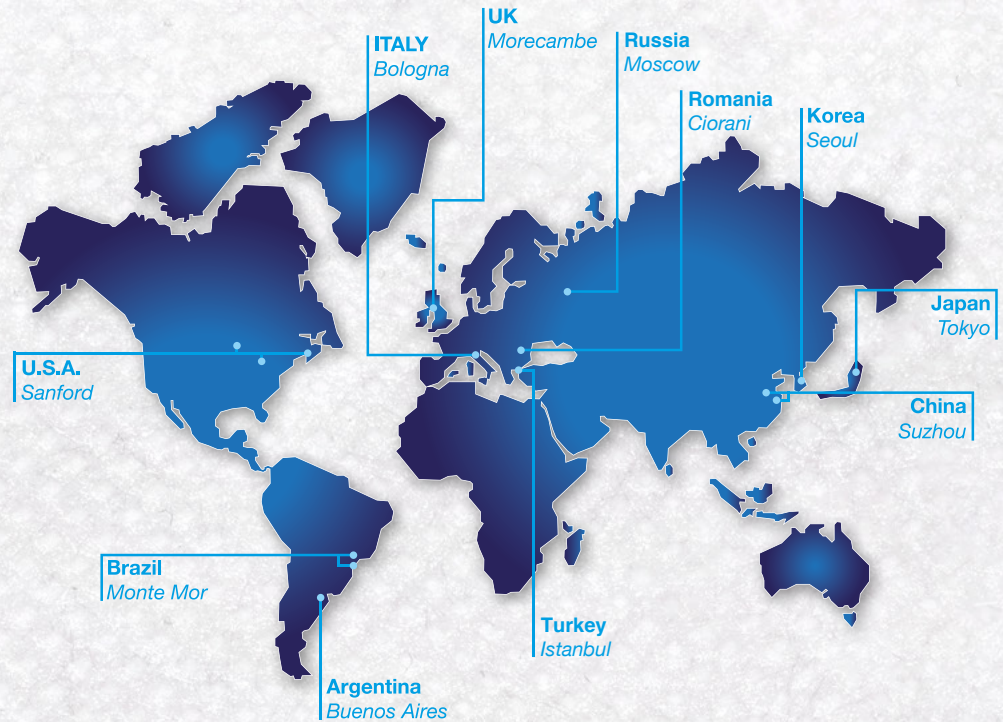 UK
Morecambe
ITALY
Bologna
Russia
Moscow
Romania
Ciorani
Korea
Seoul
Japan
Tokyo
U.S.A.
Sanford
China
Suzhou
Brazil
Monte Mor
Turkey
Istanbul
Argentina
Buenos Aires